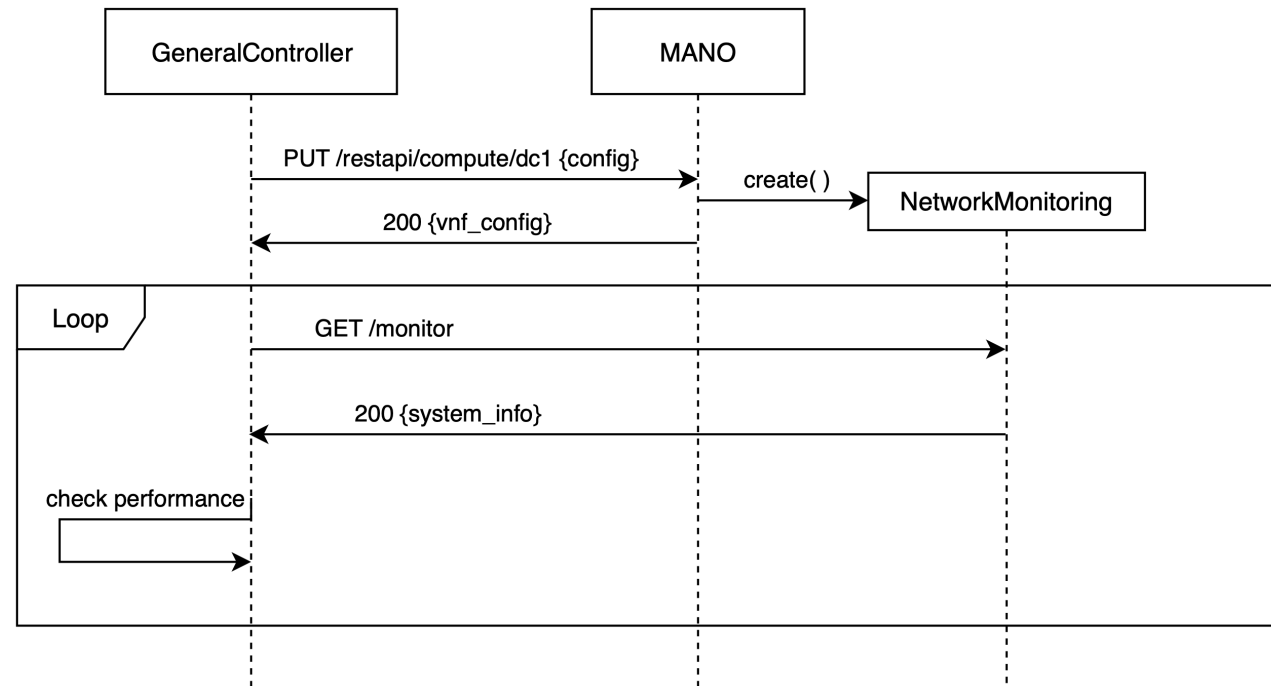 GeneralController
MANO
PUT /restapi/compute/dc1 {config}
create( )
NetworkMonitoring
200 {vnf_config}
Loop
GET /monitor
200 {system_info}
check performance